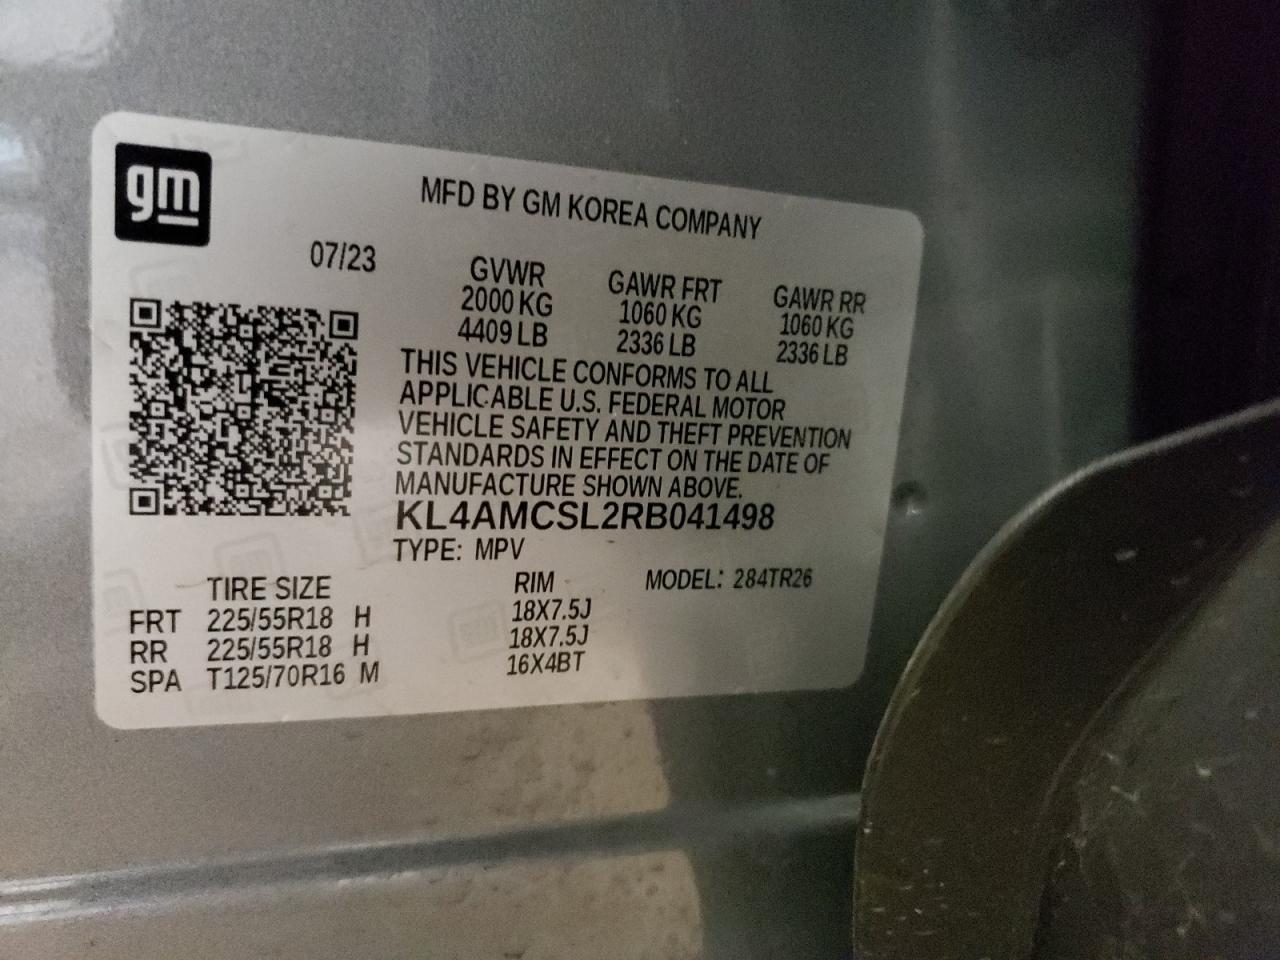 gm
MFD BY GM KOREA COMPANY
07/23
GVWR GAWR FRT GAWR RR
2000 KG 1060 KG 1060 KG
4409 LB 2336 LB 2336 LB
THIS VEHICLE CONFORMS TO ALL
APPLICABLE U.S. FEDERAL MOTOR
VEHICLE SAFETY AND THEFT PREVENTION
STANDARDS IN EFFECT ON THE DATE OF
MANUFACTURE SHOWN ABOVE.
KL4AMCSL2RB041498
TYPE: MPV
TIRE SIZE RIM MODEL: 284TR26
FRT 225/55R18 H 18X7.5J
RR 225/55R18 H 18X7.5J
SPA T125/70R16 M 16X4BT